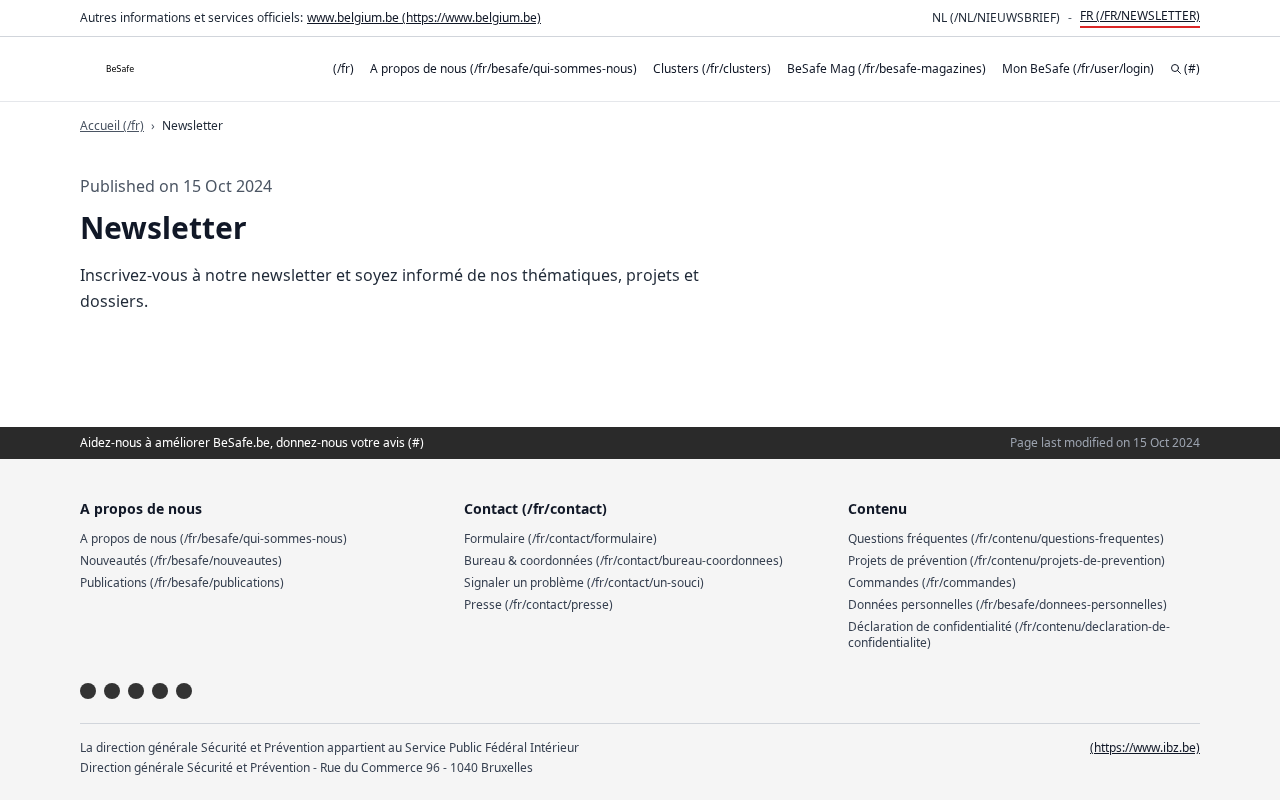 Autres informations et services officiels: www.belgium.be (https://www.belgium.be)
NL (/NL/NIEUWSBRIEF) - FR (/FR/NEWSLETTER)
BeSafe
(/fr) A propos de nous (/fr/besafe/qui-sommes-nous) Clusters (/fr/clusters) BeSafe Mag (/fr/besafe-magazines) Mon BeSafe (/fr/user/login) (#)
Accueil (/fr) › Newsletter
Published on 15 Oct 2024
Newsletter
Inscrivez-vous à notre newsletter et soyez informé de nos thématiques, projets et
dossiers.
Aidez-nous à améliorer BeSafe.be, donnez-nous votre avis (#)
Page last modified on 15 Oct 2024
A propos de nous
A propos de nous (/fr/besafe/qui-sommes-nous)
Nouveautés (/fr/besafe/nouveautes)
Publications (/fr/besafe/publications)
Contact (/fr/contact)
Formulaire (/fr/contact/formulaire)
Bureau & coordonnées (/fr/contact/bureau-coordonnees)
Signaler un problème (/fr/contact/un-souci)
Presse (/fr/contact/presse)
Contenu
Questions fréquentes (/fr/contenu/questions-frequentes)
Projets de prévention (/fr/contenu/projets-de-prevention)
Commandes (/fr/commandes)
Données personnelles (/fr/besafe/donnees-personnelles)
Déclaration de confidentialité (/fr/contenu/declaration-de-
confidentialite)
La direction générale Sécurité et Prévention appartient au Service Public Fédéral Intérieur
Direction générale Sécurité et Prévention - Rue du Commerce 96 - 1040 Bruxelles
(https://www.ibz.be)